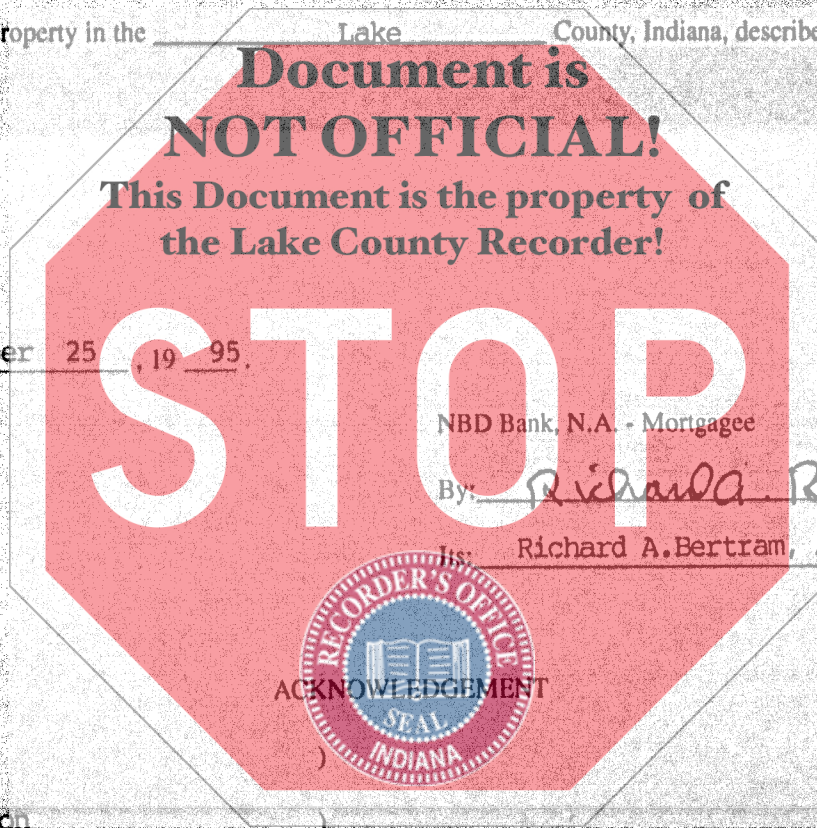 roperty in the Lake County, Indiana, describe
Document is
NOT OFFICIAL!
This Document is the property of
the Lake County Recorder!
STOP
er 25, 19 95.
NBD Bank, N.A. - Mortgagee
By: Richard A. B
Its: Richard A.Bertram,
RECORDER'S OFFICE
ACKNOWLEDGEMENT
SEAL
INDIANA
)
on )